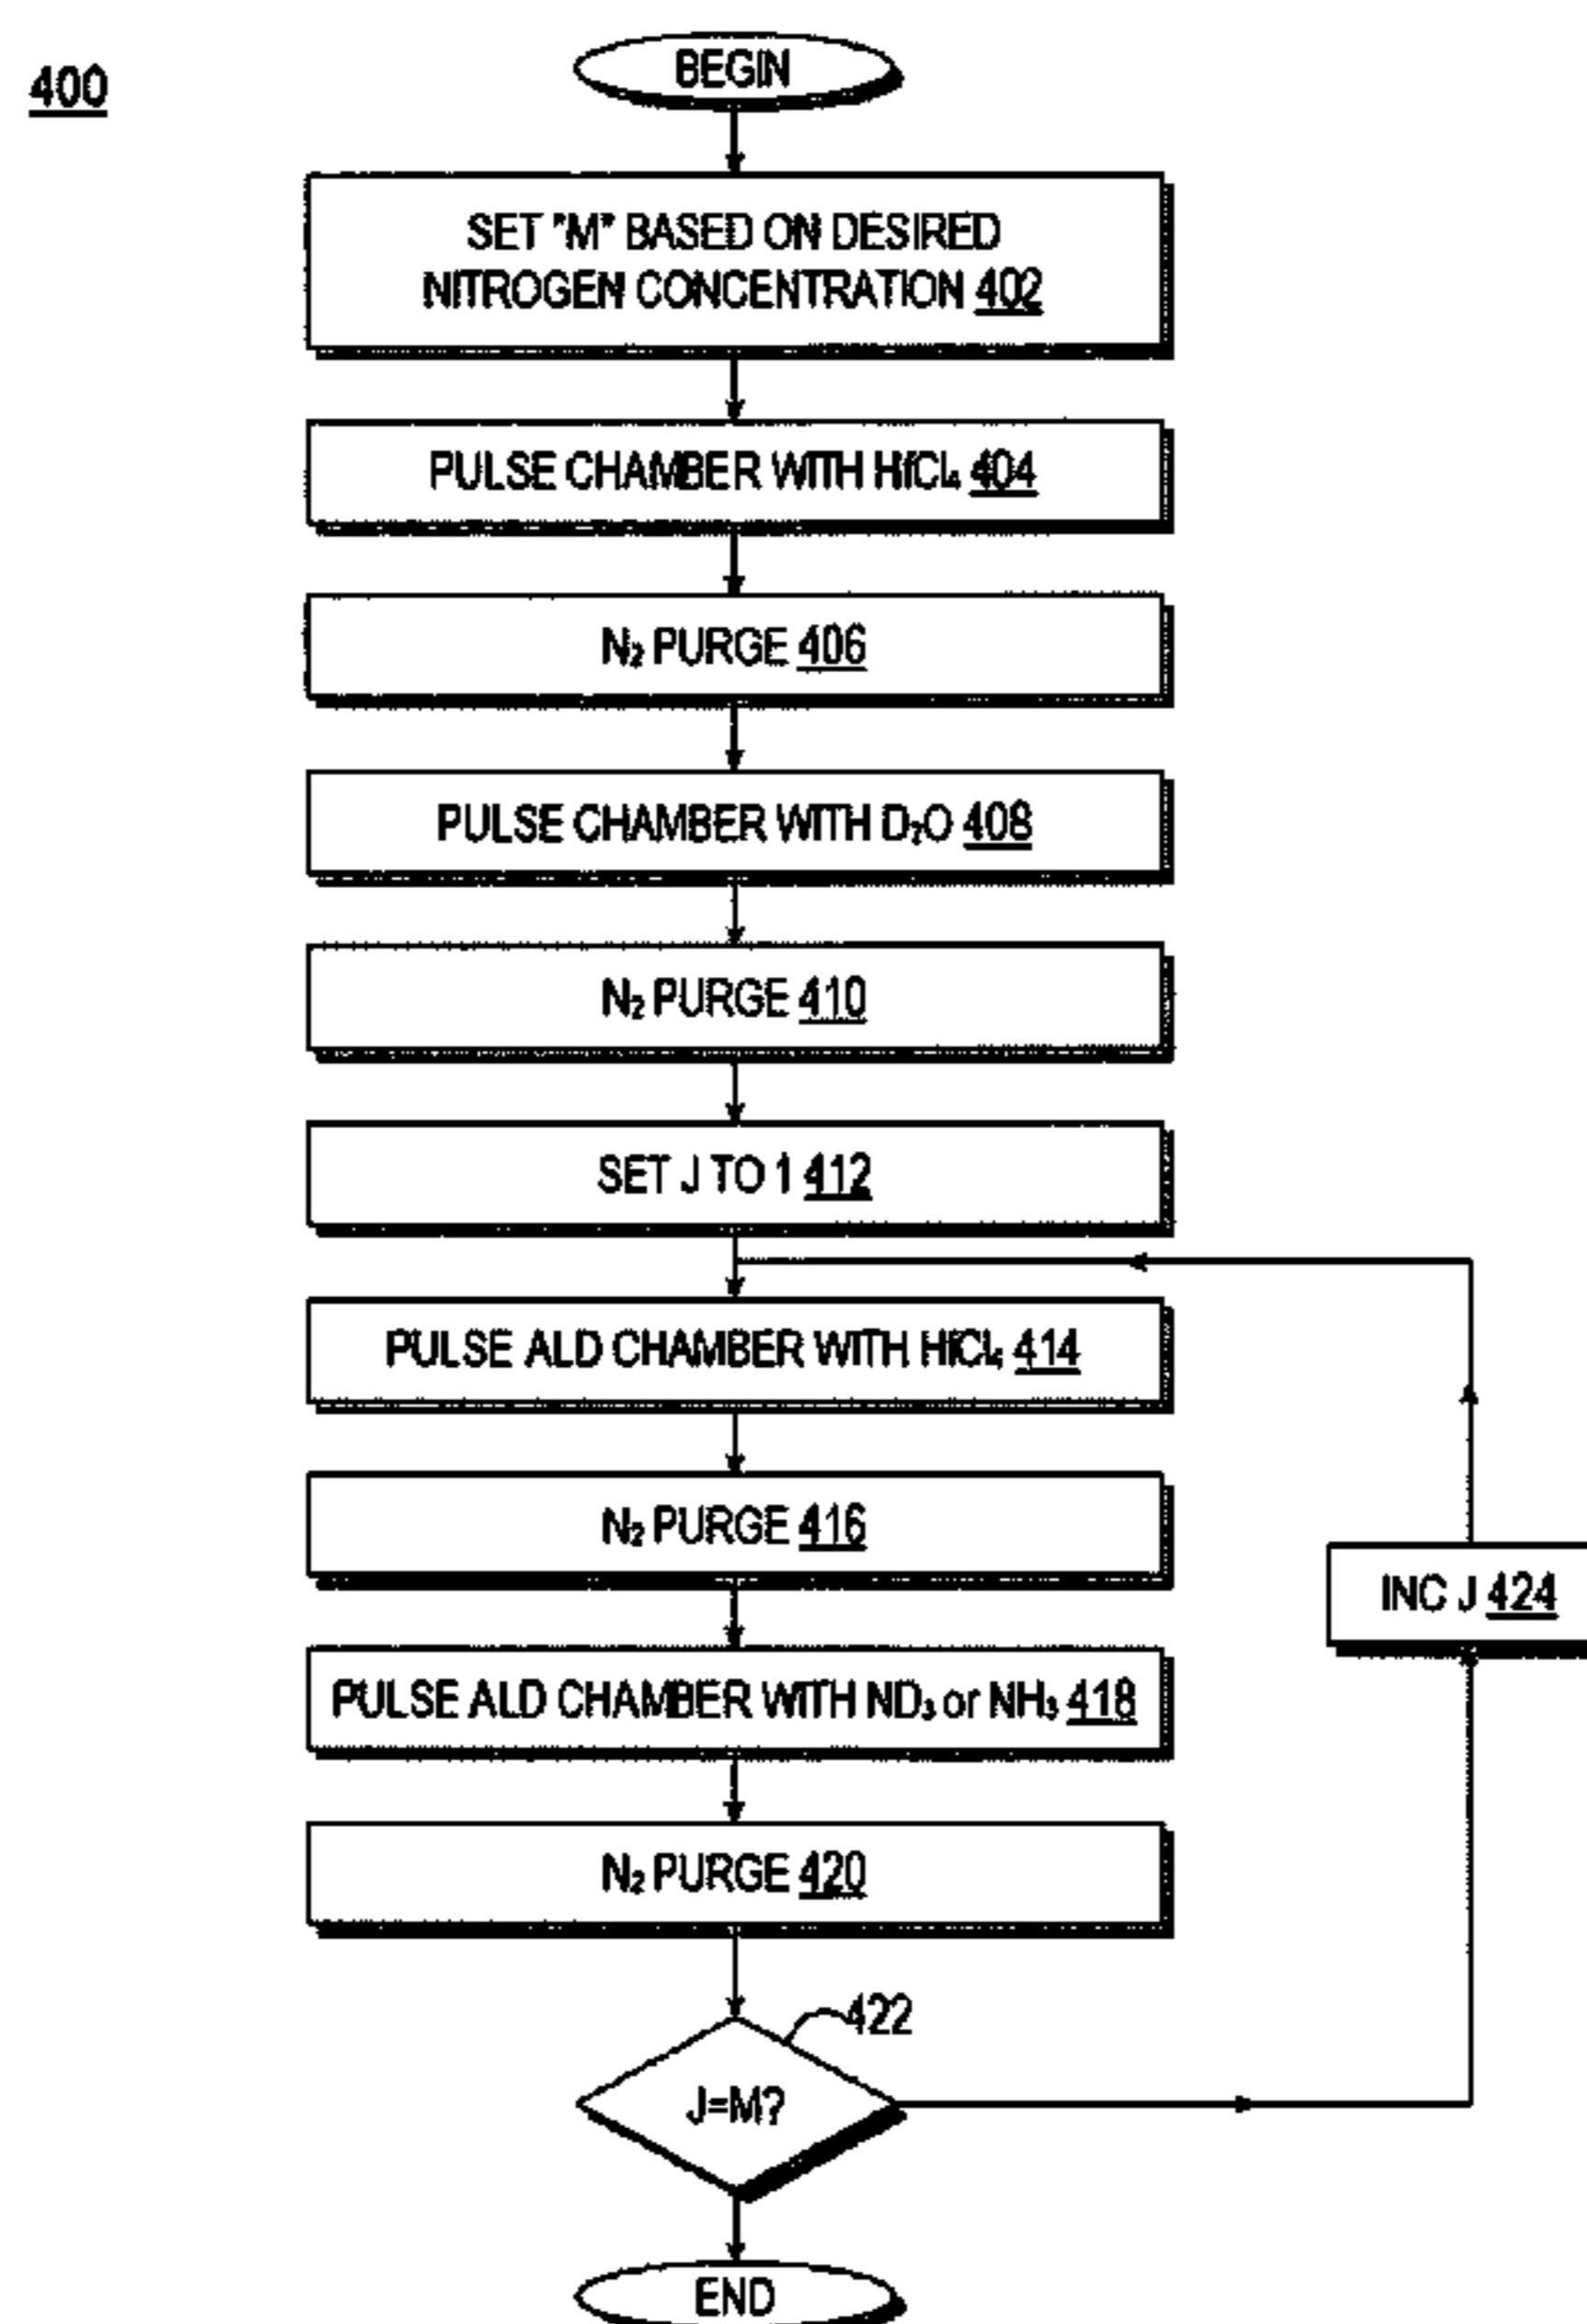 400
BEGIN
SET "M" BASED ON DESIRED
NITROGEN CONCENTRATION 402
PULSE CHAMBER WITH HfCl₄ 404
N₂ PURGE 406
PULSE CHAMBER WITH D₂O 408
N₂ PURGE 410
SET J TO 1 412
PULSE ALD CHAMBER WITH HfCl₄ 414
N₂ PURGE 416
INC J 424
PULSE ALD CHAMBER WITH ND₃ or NH₃ 418
N₂ PURGE 420
422
J=M?
END